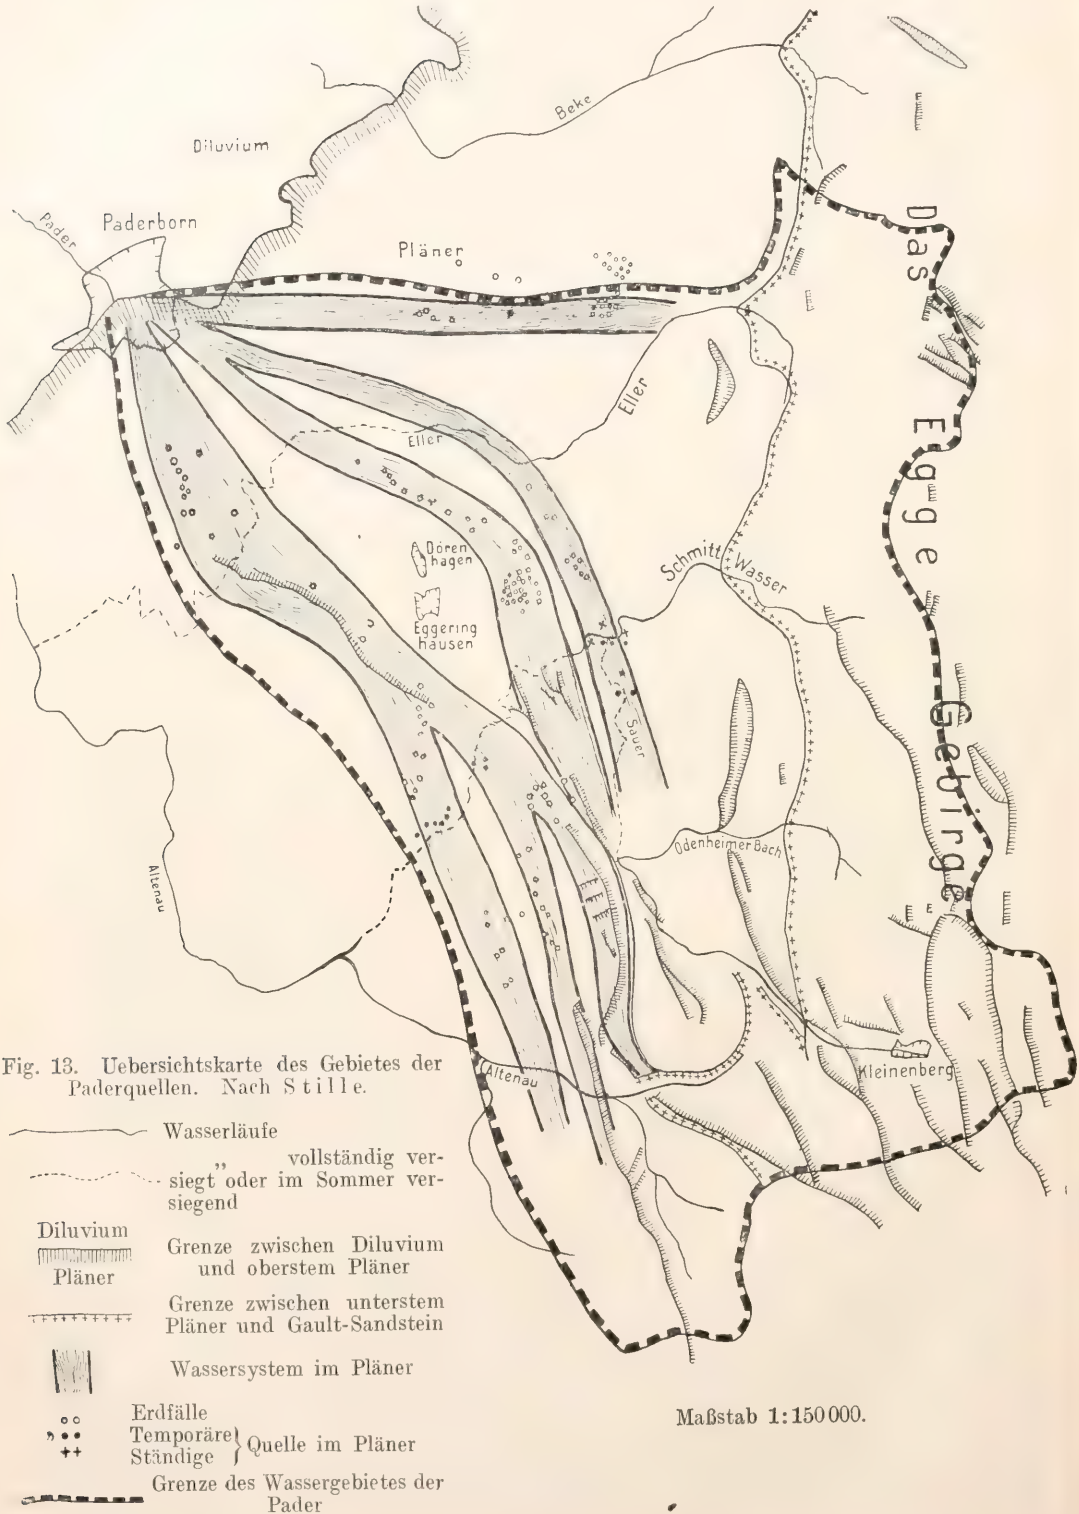 Beke
Diluvium
Pader
Paderborn
Pläner
Das Egge Gebirge
Eller
Eller
Dören
hagen
Schmitt Wasser
Eggering
hausen
Sauer
Odenheimer Bach
Altenau
Kleinenberg
Altenau
Fig. 13. Uebersichtskarte des Gebietes der
Paderquellen. Nach Stille.
Wasserläufe
„ vollständig ver-
siegt oder im Sommer ver-
siegend
Diluvium
Pläner
Grenze zwischen Diluvium
und oberstem Pläner
Grenze zwischen unterstem
Pläner und Gault-Sandstein
Wassersystem im Pläner
Erdfälle
Temporäre
Ständige } Quelle im Pläner
Grenze des Wassergebietes der
Pader
Maßstab 1:150000.